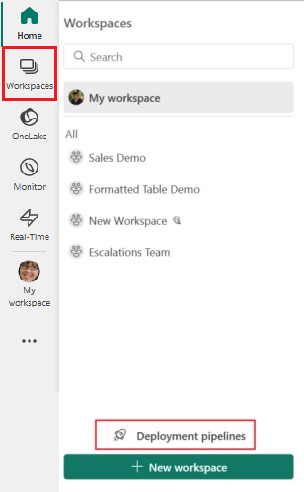 Home
Workspaces
OneLake
Monitor
Real-Time
My
workspace
Workspaces
Search
My workspace
All
Sales Demo
Formatted Table Demo
New Workspace
Escalations Team
Deployment pipelines
New workspace